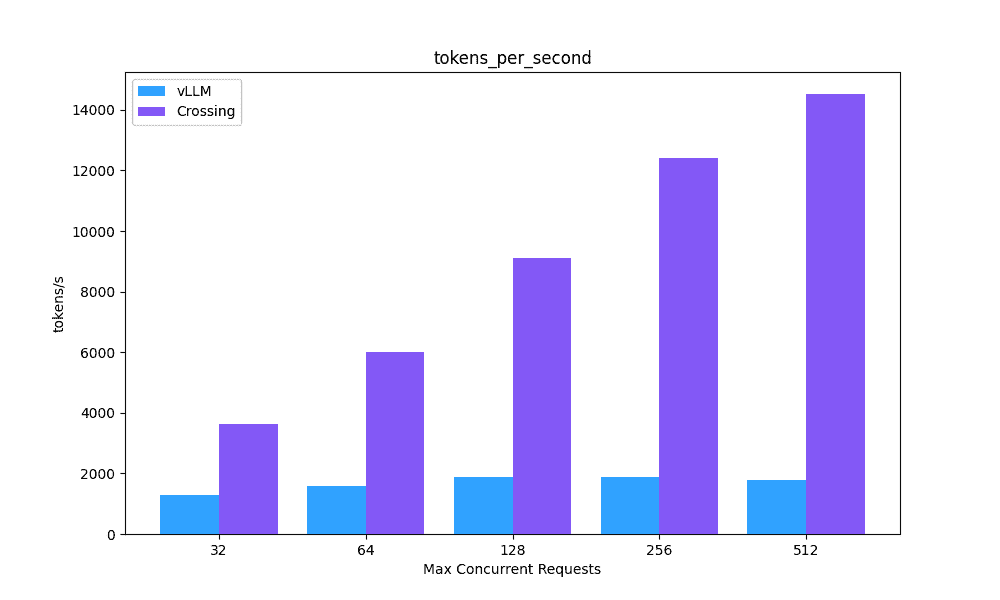 tokens_per_second
vLLM
Crossing
14000
12000
10000
8000
6000
4000
2000
0
tokens/s
32 64 128 256 512
Max Concurrent Requests